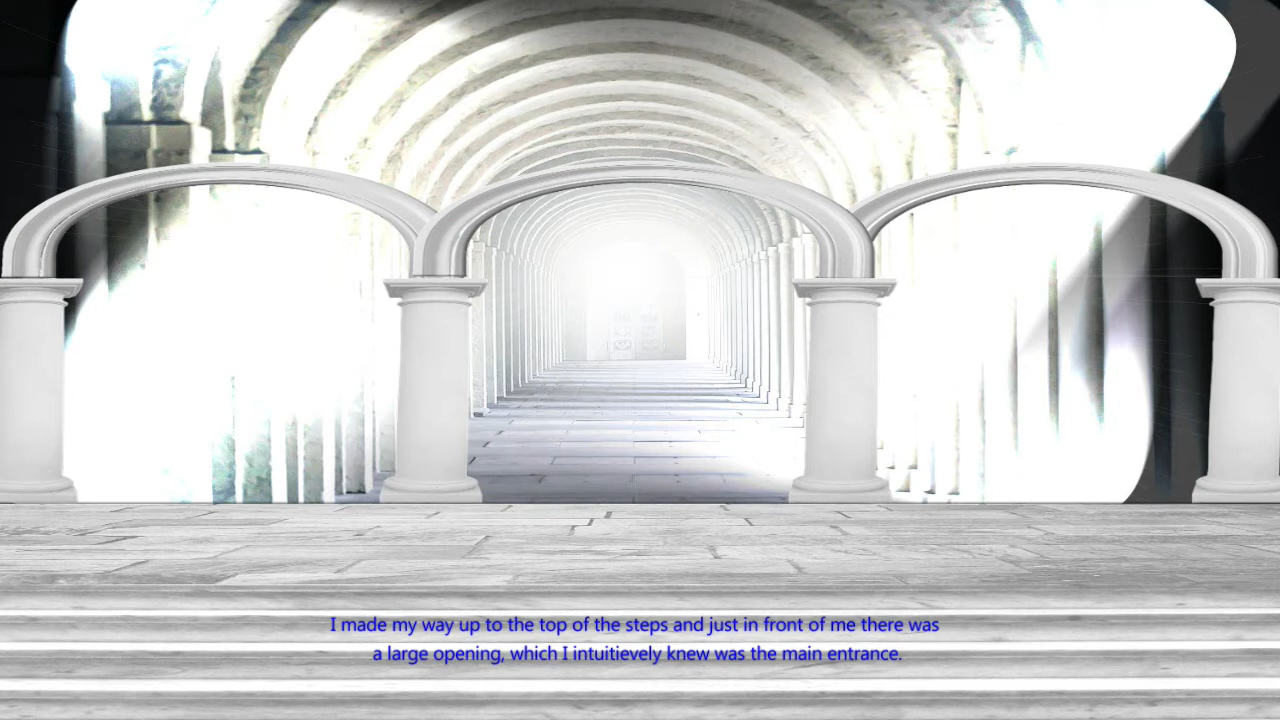 I made my way up to the top of the steps and just in front of me there was
a large opening, which I intuitievely knew was the main entrance.